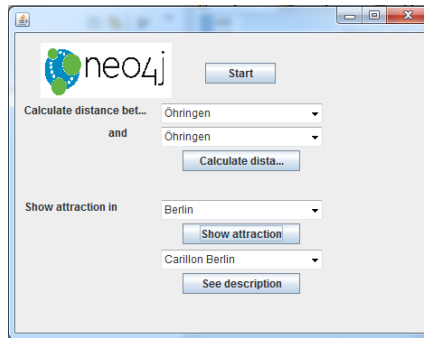 neo4j
Start
Calculate distance bet...
Öhringen
and
Öhringen
Calculate dista...
Show attraction in
Berlin
Show attraction
Carillon Berlin
See description